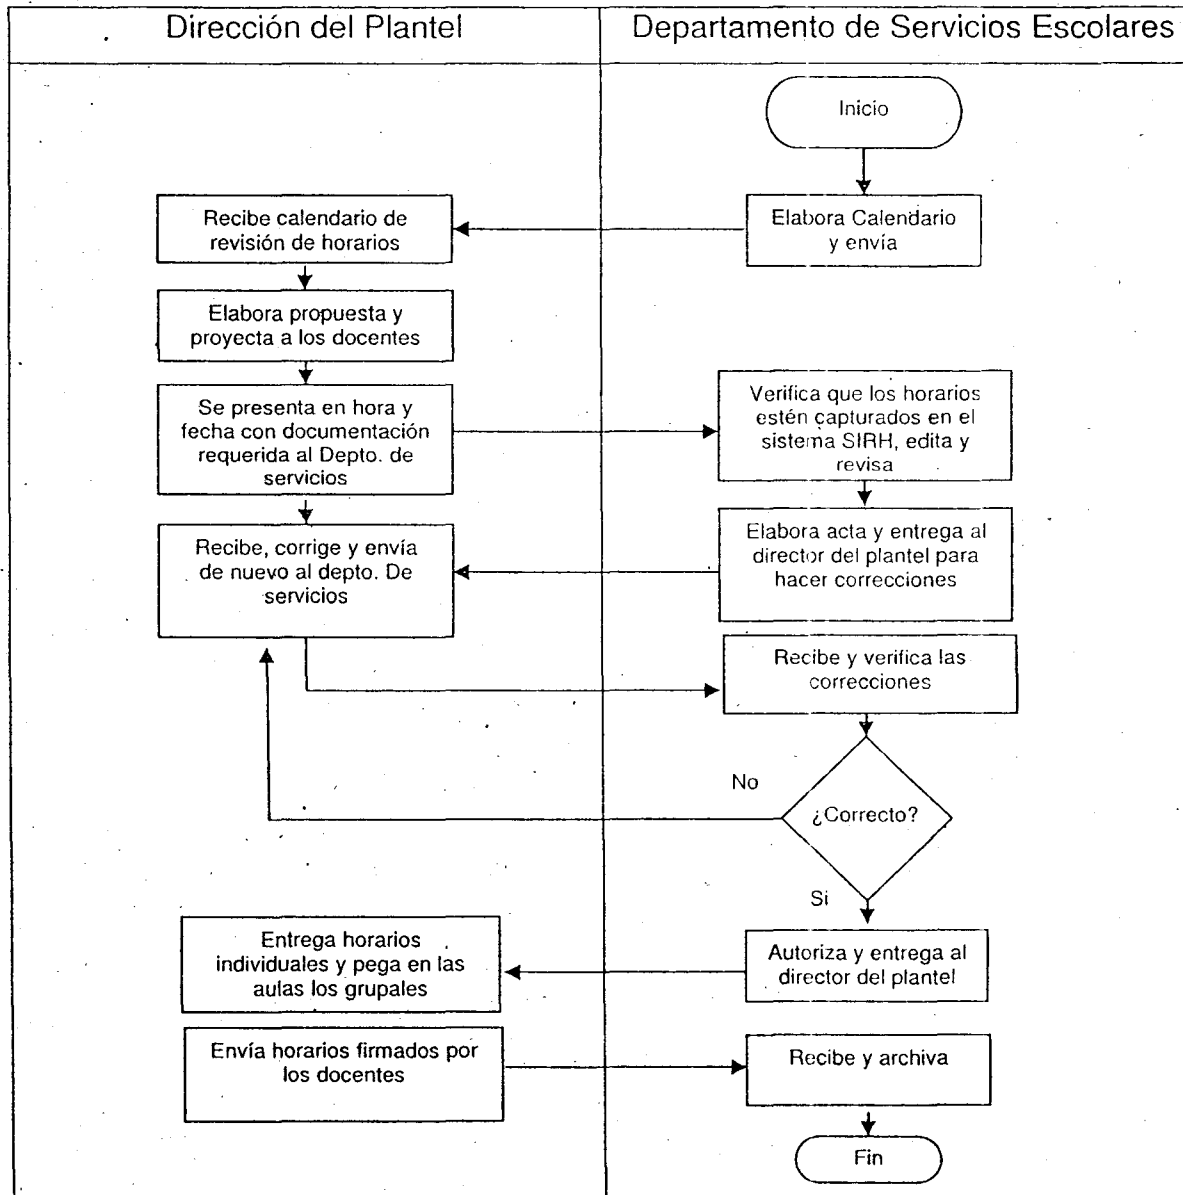 Dirección del Plantel
Departamento de Servicios Escolares
Inicio
Recibe calendario de
revisión de horarios
Elabora Calendario
y envía
Elabora propuesta y
proyecta a los docentes
Se presenta en hora y
fecha con documentación
requerida al Depto. de
servicios
Verifica que los horarios
estén capturados en el
sistema SIRH, edita y
revisa
Recibe, corrige y envía
de nuevo al depto. De
servicios
Elabora acta y entrega al
director del plantel para
hacer correcciones
Recibe y verifica las
correcciones
No
¿Correcto?
Si
Entrega horarios
individuales y pega en las
aulas los grupales
Autoriza y entrega al
director del plantel
Envía horarios firmados por
los docentes
Recibe y archiva
Fin